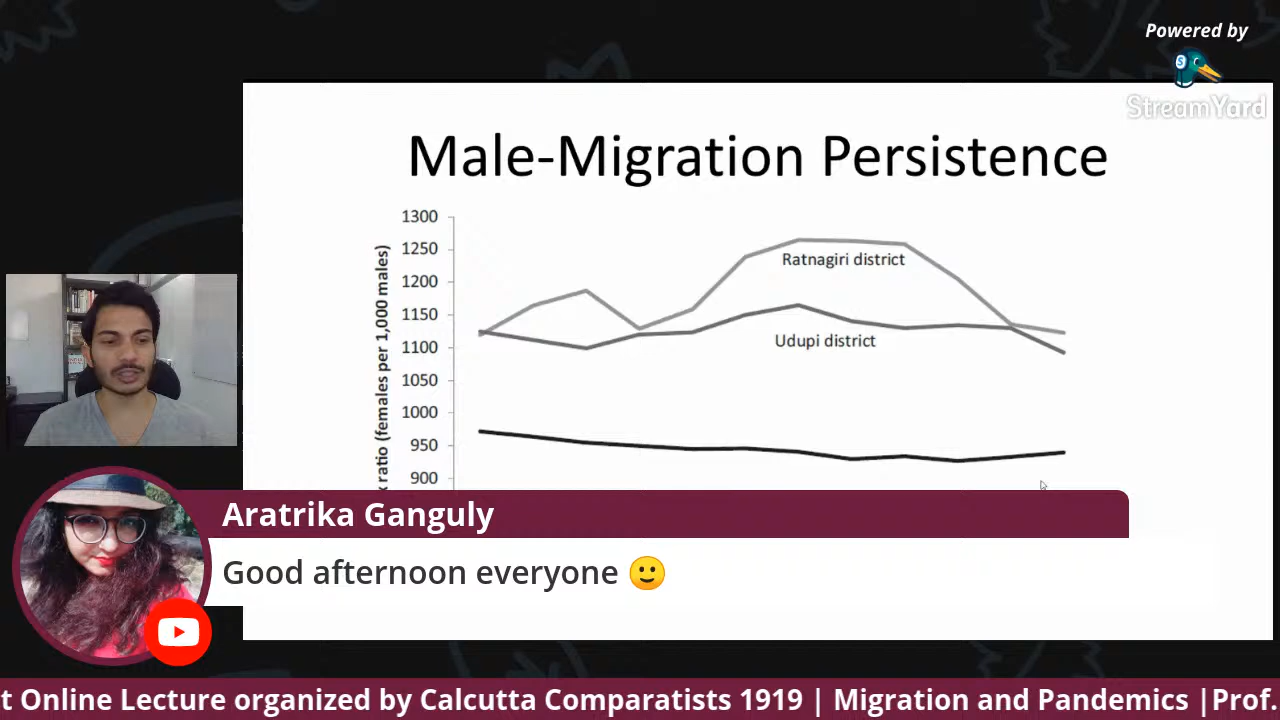 Powered by
StreamYard
Male-Migration Persistence
1300
1250
1200
1150
1100
1050
1000
950
900
ratio (females per 1,000 males)
Ratnagiri district
Udupi district
Aratrika Ganguly
Good afternoon everyone 🙂
t Online Lecture organized by Calcutta Comparatists 1919 | Migration and Pandemics |Prof.